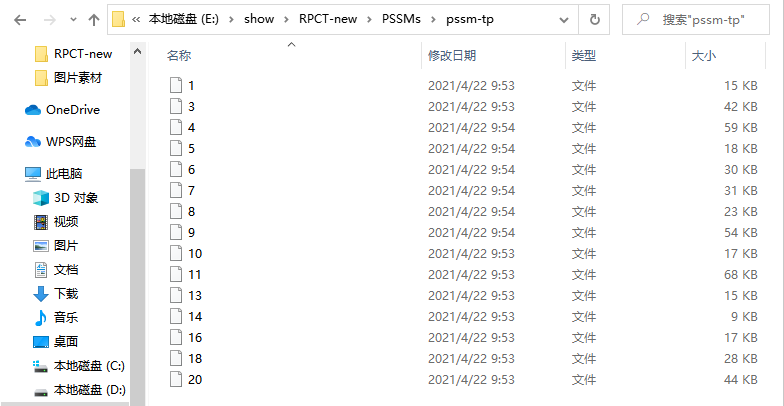 « 本地磁盘 (E:) › show › RPCT-new › PSSMs › pssm-tp
搜索"pssm-tp"
RPCT-new
图片素材
OneDrive
WPS网盘
此电脑
3D 对象
视频
图片
文档
下载
音乐
桌面
本地磁盘 (C:)
本地磁盘 (D:)
名称 修改日期 类型 大小
1 2021/4/22 9:53 文件 15 KB
3 2021/4/22 9:53 文件 42 KB
4 2021/4/22 9:54 文件 59 KB
5 2021/4/22 9:54 文件 18 KB
6 2021/4/22 9:54 文件 30 KB
7 2021/4/22 9:54 文件 31 KB
8 2021/4/22 9:54 文件 23 KB
9 2021/4/22 9:54 文件 54 KB
10 2021/4/22 9:53 文件 17 KB
11 2021/4/22 9:53 文件 68 KB
13 2021/4/22 9:53 文件 15 KB
14 2021/4/22 9:53 文件 9 KB
16 2021/4/22 9:53 文件 17 KB
18 2021/4/22 9:53 文件 28 KB
20 2021/4/22 9:53 文件 44 KB